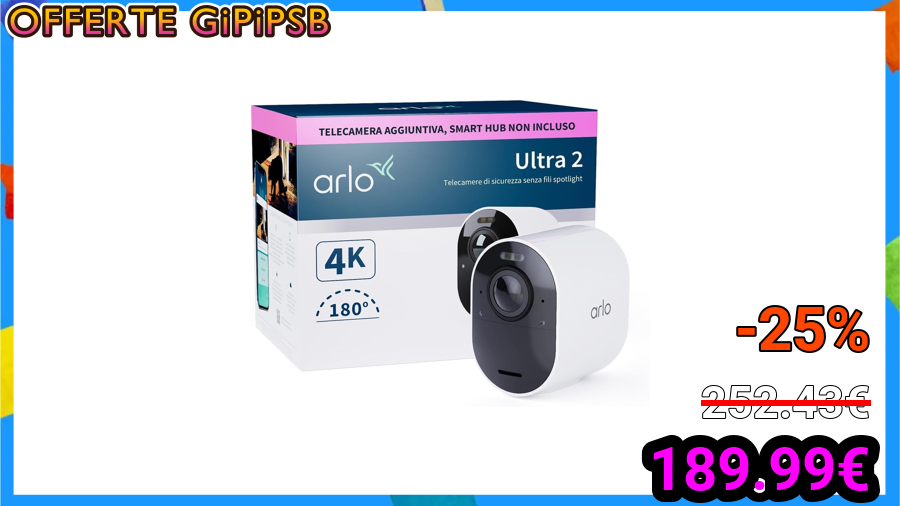 OFFERTE GiPiPSB
arlo
TELECAMERA AGGIUNTIVA, SMART HUB NON INCLUSO
Ultra 2
arlo
Telecamere di sicurezza senza fili spotlight
4K
180°
arlo
-25%
252.43€
189.99€